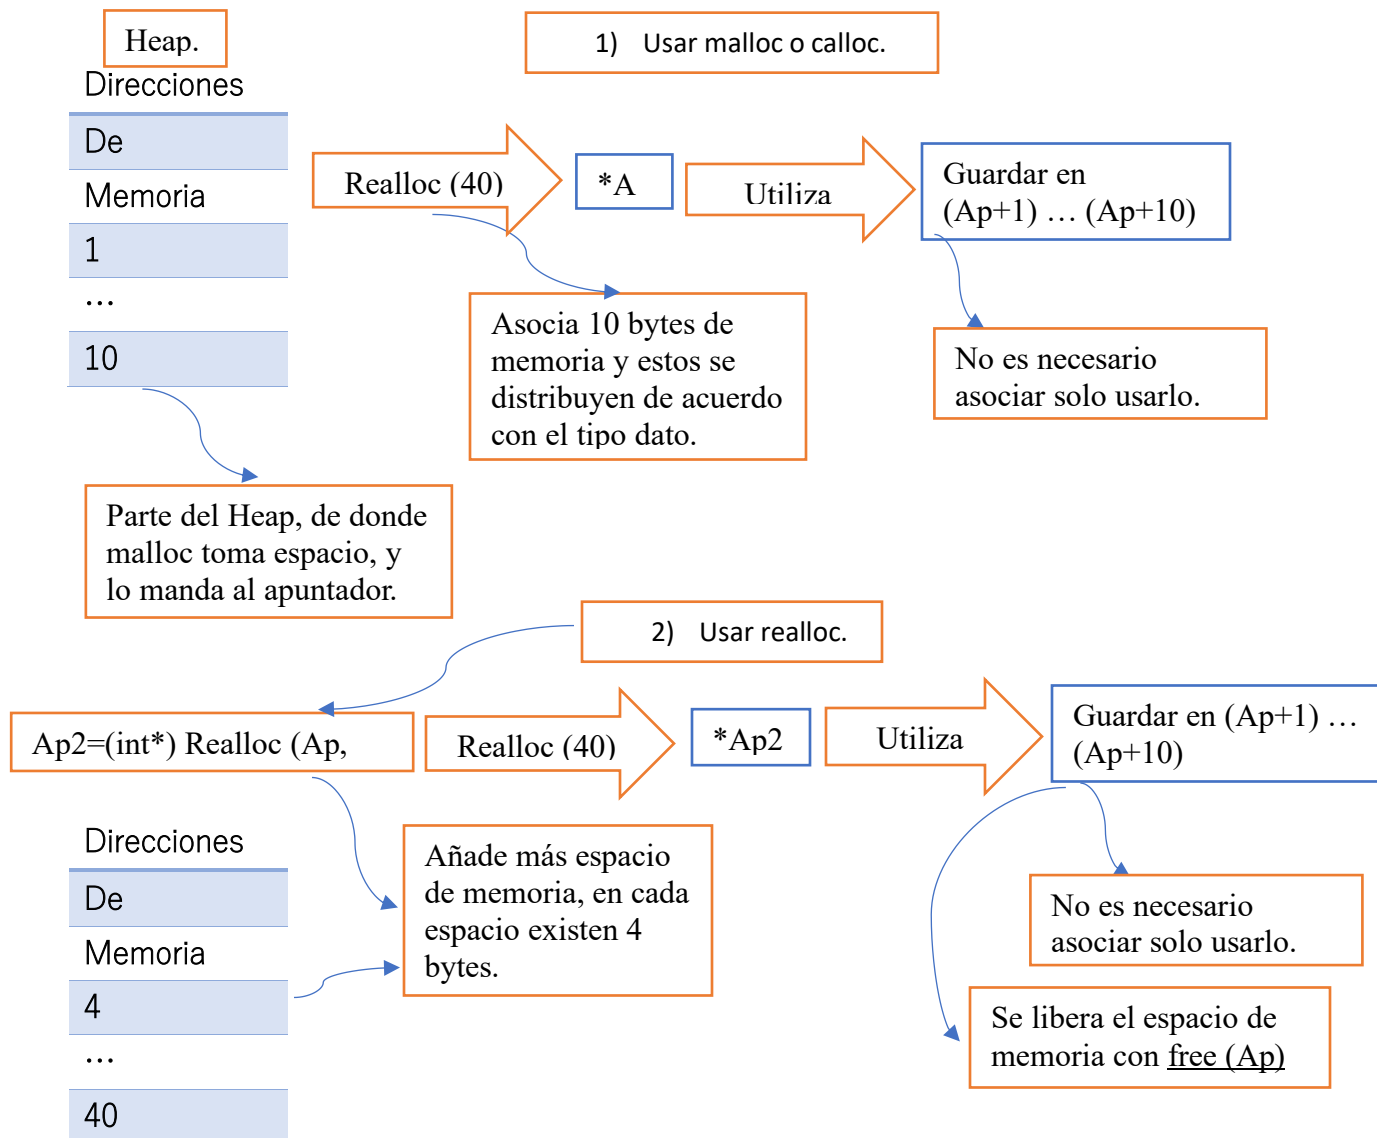 Heap.
1) Usar malloc o calloc.
Direcciones
De
Memoria
1
…
10
Realloc (40)
*A
Utiliza
Guardar en
(Ap+1) … (Ap+10)
Asocia 10 bytes de
memoria y estos se
distribuyen de acuerdo
con el tipo dato.
No es necesario
asociar solo usarlo.
Parte del Heap, de donde
malloc toma espacio, y
lo manda al apuntador.
2) Usar realloc.
Ap2=(int*) Realloc (Ap,
Realloc (40)
*Ap2
Utiliza
Guardar en (Ap+1) …
(Ap+10)
Direcciones
De
Memoria
4
…
40
Añade más espacio
de memoria, en cada
espacio existen 4
bytes.
No es necesario
asociar solo usarlo.
Se libera el espacio de
memoria con free (Ap)